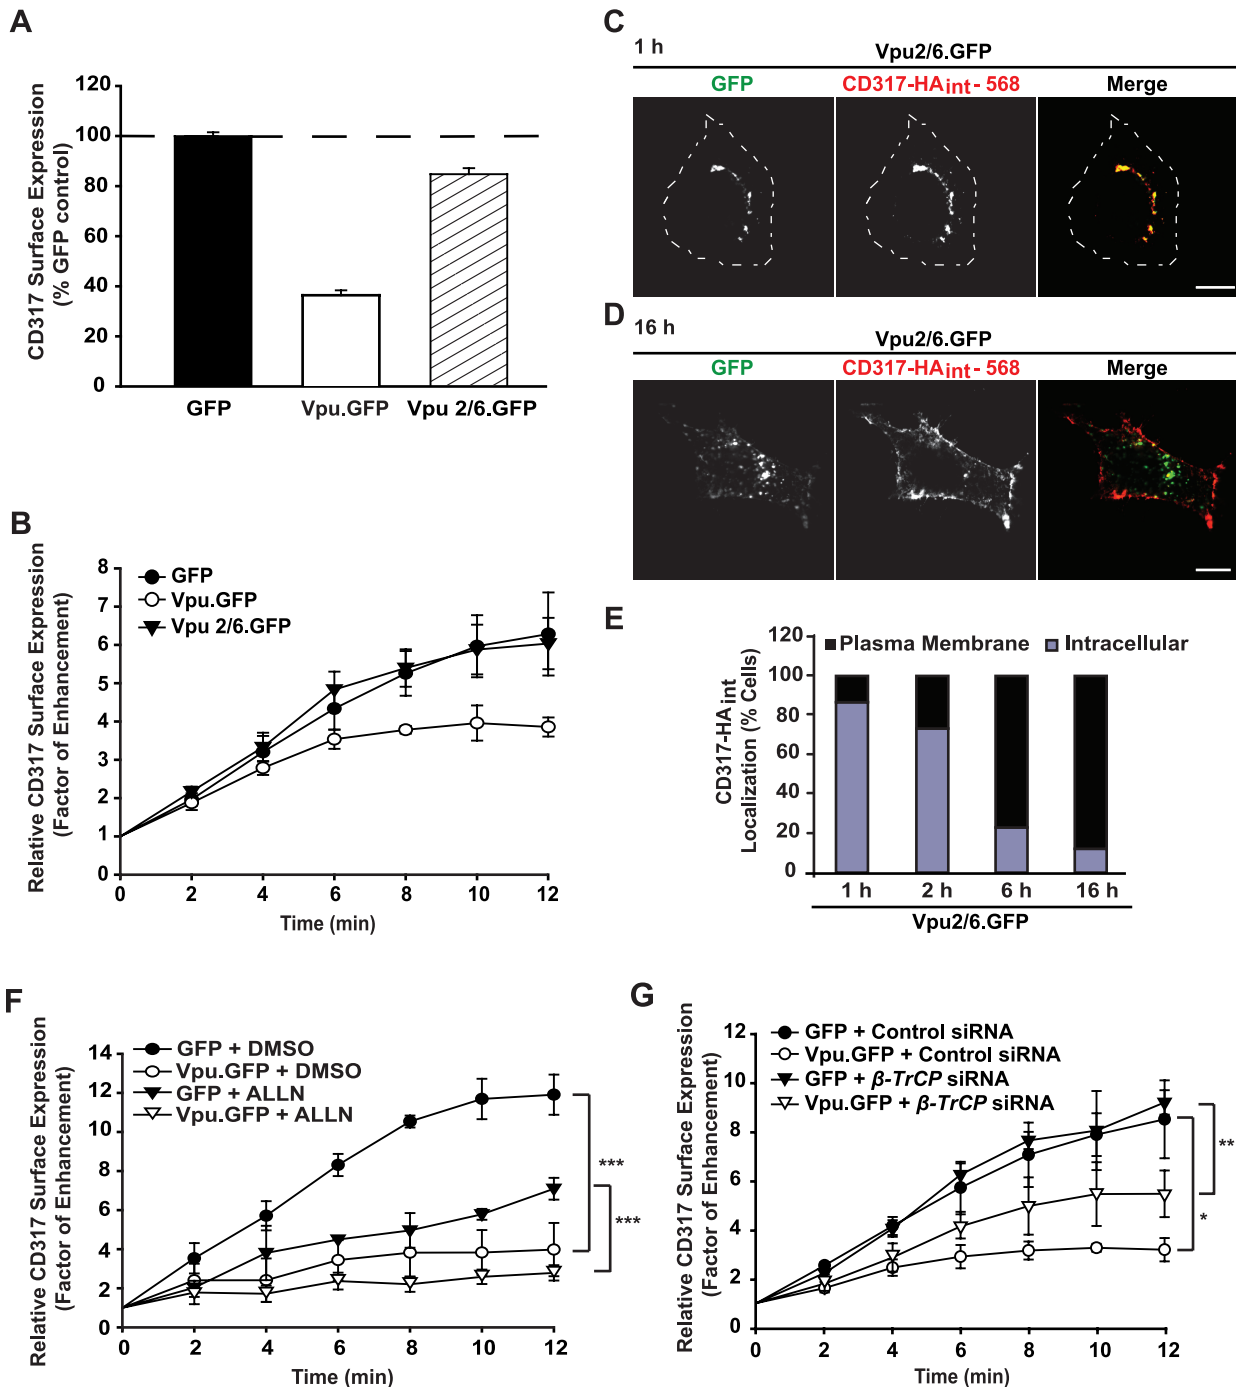 A
CD317 Surface Expression
(% GFP control)
120
100
80
60
40
20
0
GFP
Vpu.GFP
Vpu 2/6.GFP
B
Relative CD317 Surface Expression
(Factor of Enhancement)
GFP
Vpu.GFP
Vpu 2/6.GFP
8
7
6
5
4
3
2
1
0
0 2 4 6 8 10 12
Time (min)
C
1 h
Vpu2/6.GFP
GFP
CD317-HAint - 568
Merge
D
16 h
Vpu2/6.GFP
GFP
CD317-HAint - 568
Merge
E
CD317-HAint
Localization (% Cells)
Plasma Membrane
Intracellular
120
100
80
60
40
20
0
1 h 2 h 6 h 16 h
Vpu2/6.GFP
F
Relative CD317 Surface Expression
(Factor of Enhancement)
GFP + DMSO
Vpu.GFP + DMSO
GFP + ALLN
Vpu.GFP + ALLN
14
12
10
8
6
4
2
0
***
***
0 2 4 6 8 10 12
Time (min)
G
Relative CD317 Surface Expression
(Factor of Enhancement)
GFP + Control siRNA
Vpu.GFP + Control siRNA
GFP + β-TrCP siRNA
Vpu.GFP + β-TrCP siRNA
12
10
8
6
4
2
0
**
*
0 2 4 6 8 10 12
Time (min)